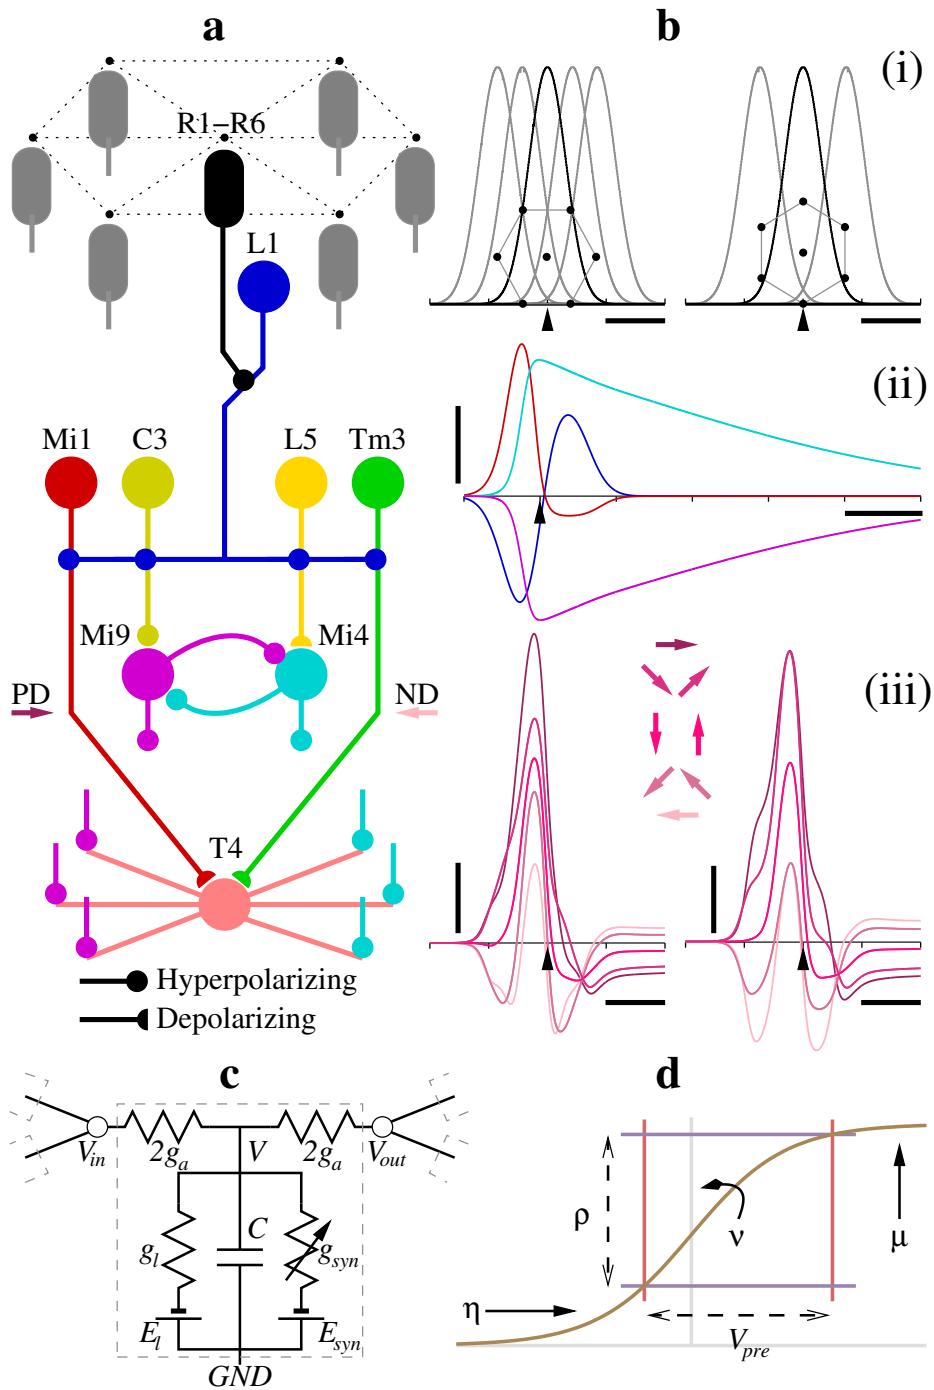 a
b
(i)
R1-R6
L1
(ii)
Mi1
C3
L5
Tm3
Mi9
Mi4
PD
ND
(iii)
T4
Hyperpolarizing
Depolarizing
c
V_in
2g_a
V
2g_a
V_out
g_l
C
g_syn
E_l
E_syn
GND
d
ρ
ν
μ
η
V_pre